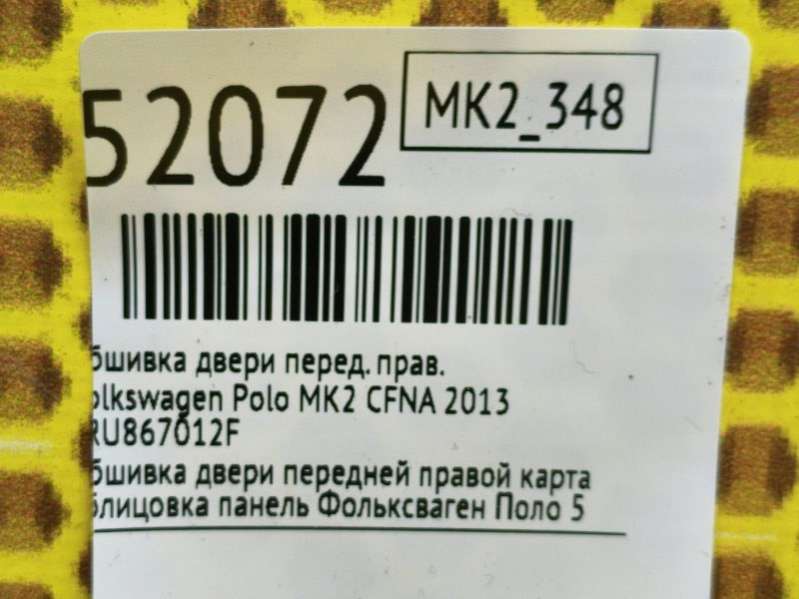 52072
MK2_348
бшивка двери перед. прав.
olkswagen Polo MK2 CFNA 2013
RU867012F
бшивка двери передней правой карта
блицовка панель Фольксваген Поло 5